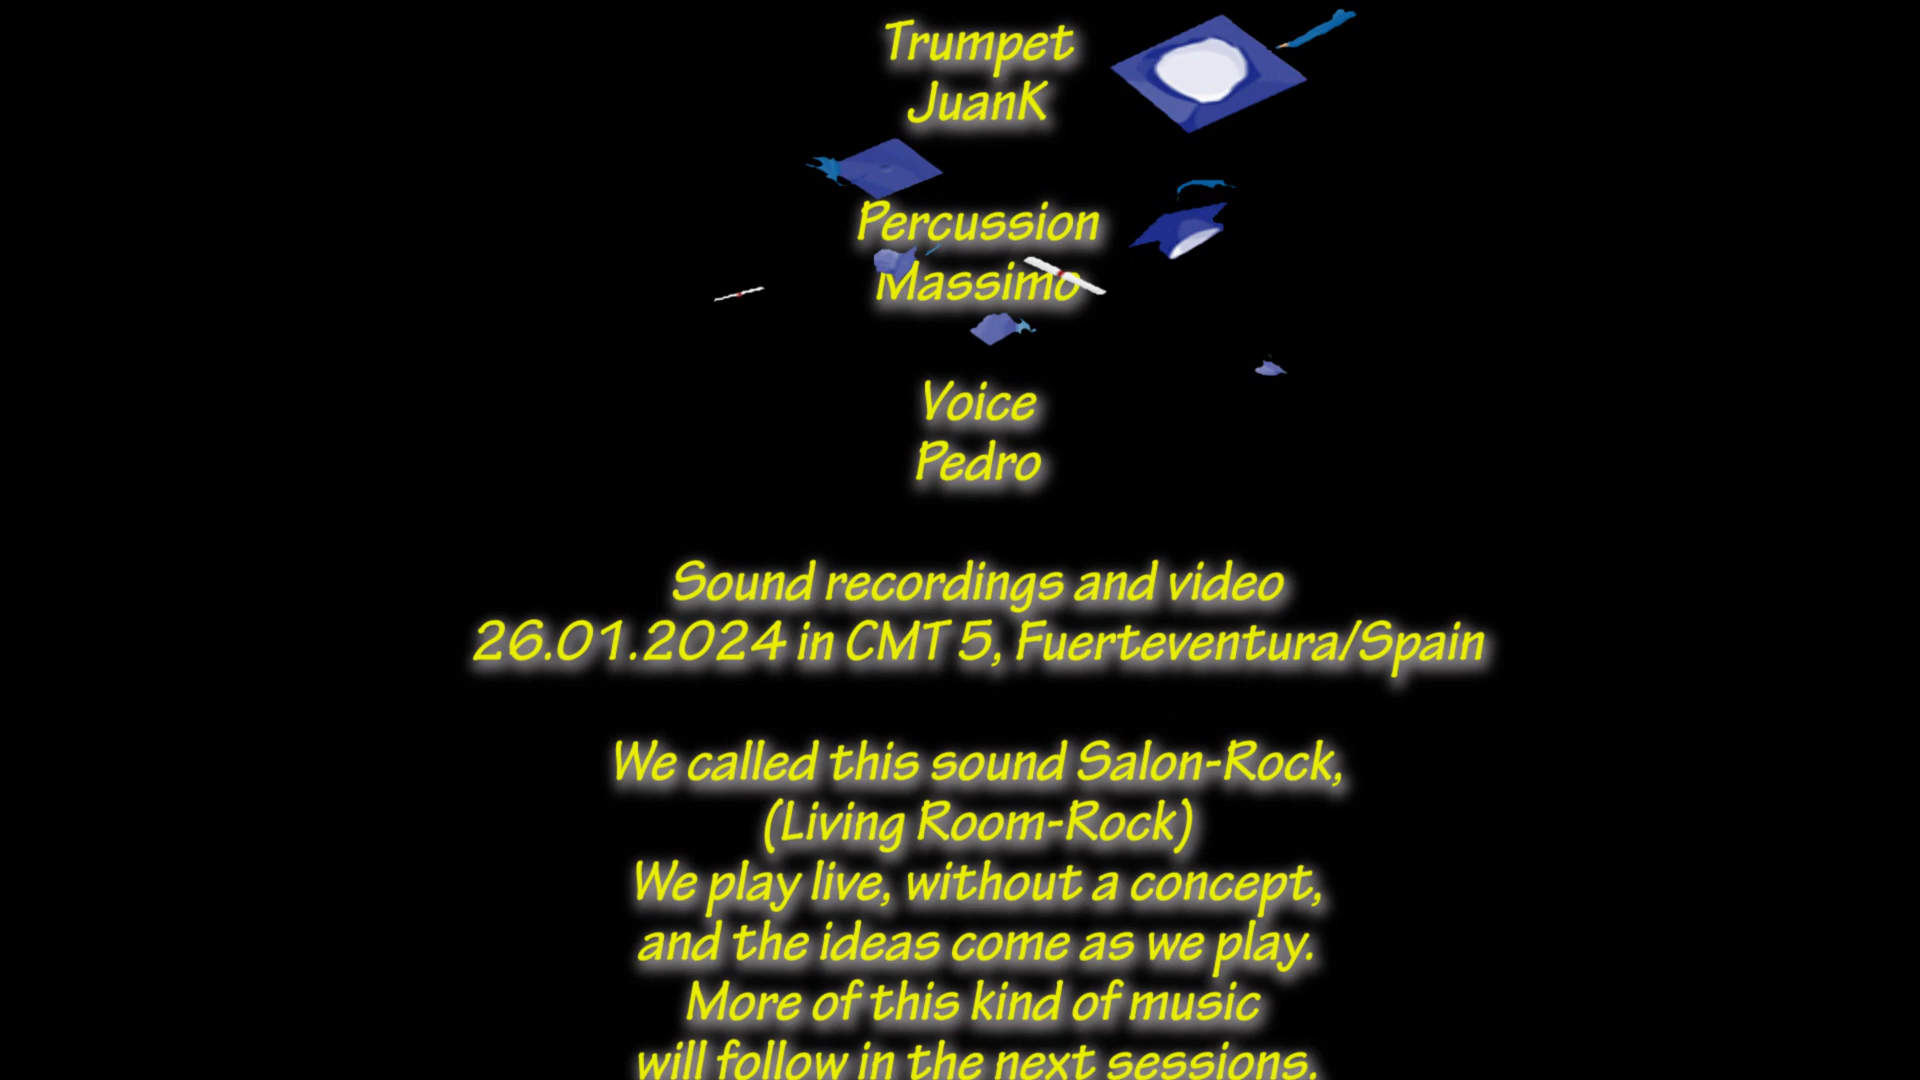 Trumpet
JuanK
Percussion
Massimo
Voice
Pedro
Sound recordings and video
26.01.2024 in CMT 5, Fuerteventura/Spain
We called this sound Salon-Rock,
(Living Room-Rock)
We play live, without a concept,
and the ideas come as we play.
More of this kind of music
will follow in the next sessions.